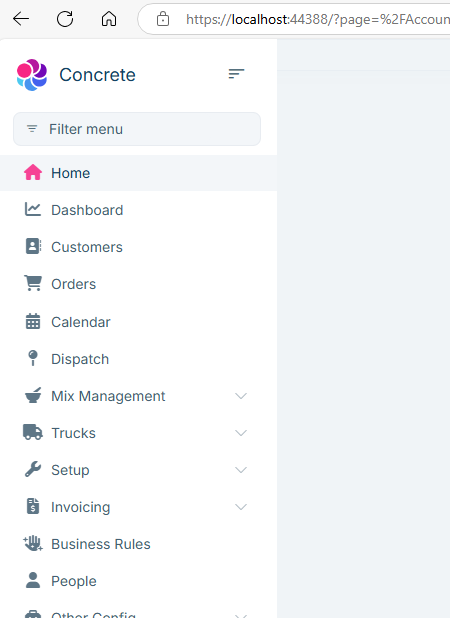 https://localhost:44388/?page=%2FAccoun
Concrete
Filter menu
Home
Dashboard
Customers
Orders
Calendar
Dispatch
Mix Management
Trucks
Setup
Invoicing
Business Rules
People
Other Config